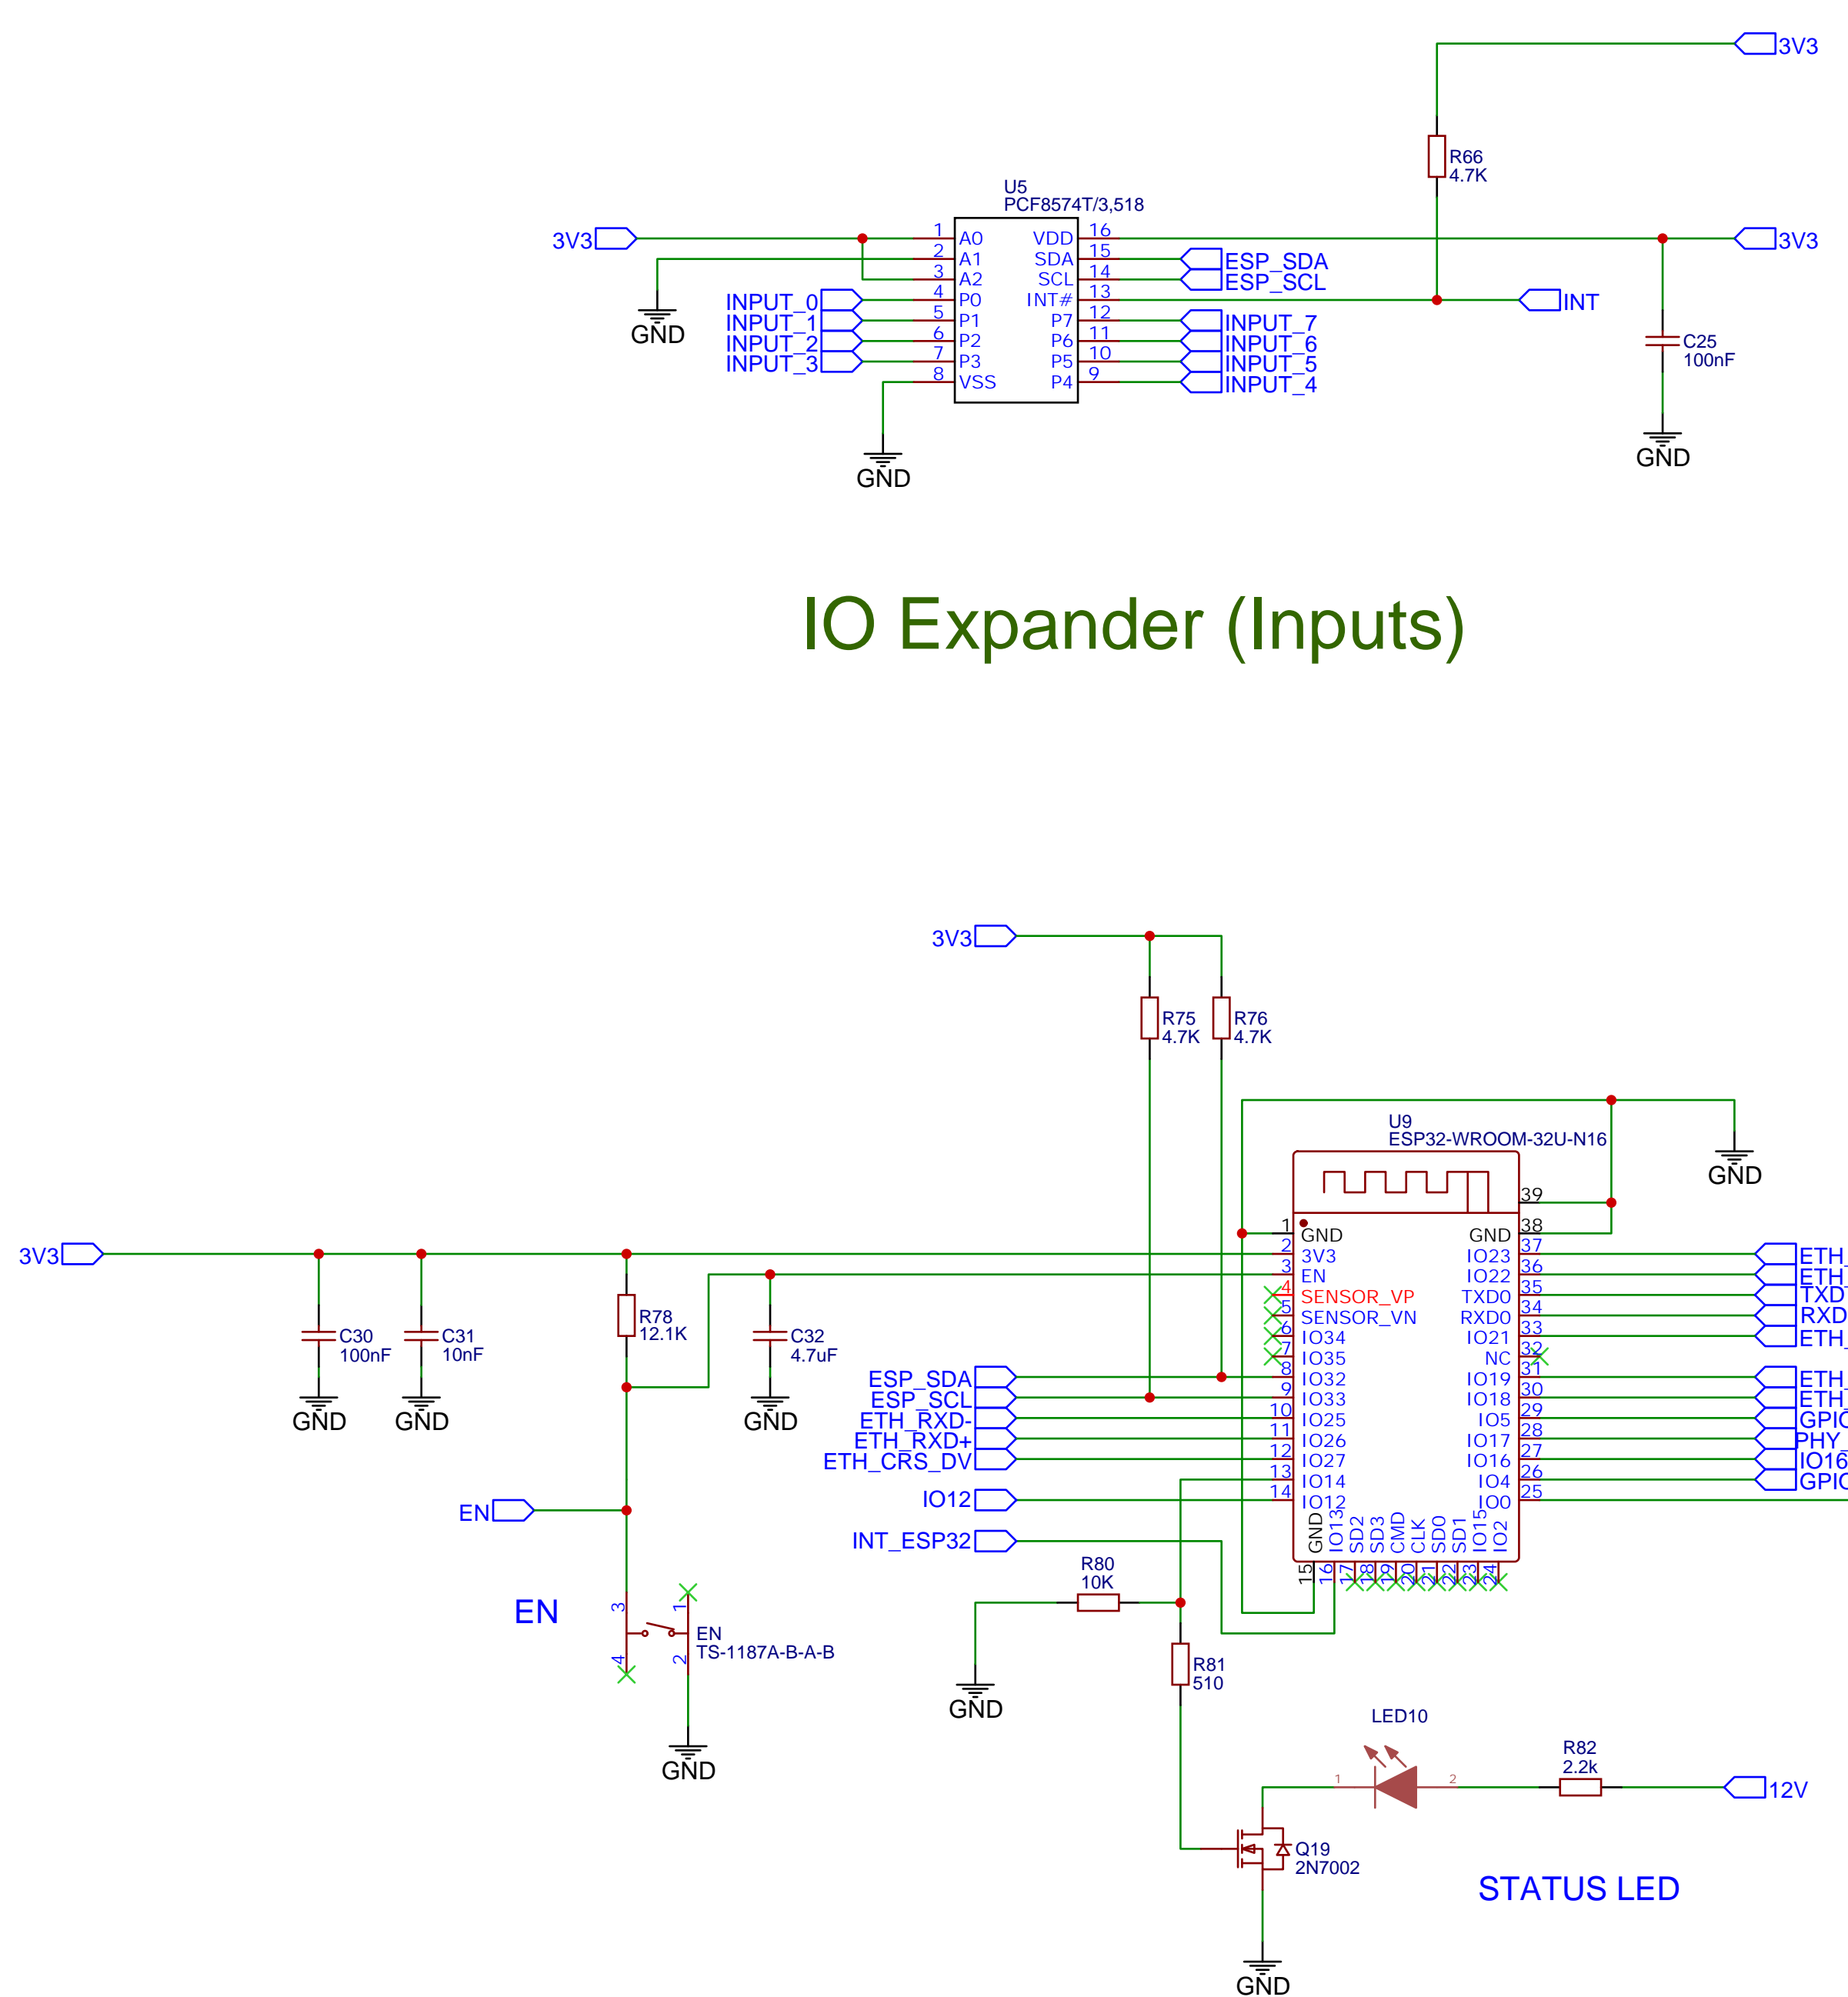 3V3
R66
4.7K
U5
PCF8574T/3,518
3V3
1
A0
VDD
16
3V3
2
A1
SDA
15
ESP_SDA
3
A2
SCL
14
ESP_SCL
INPUT_0
4
P0
INT#
13
INT
INPUT_1
5
P1
P7
12
INPUT_7
INPUT_2
6
P2
P6
11
INPUT_6
INPUT_3
7
P3
P5
10
INPUT_5
8
VSS
P4
9
INPUT_4
GND
C25
100nF
GND
GND
IO Expander (Inputs)
3V3
R75
4.7K
R76
4.7K
U9
ESP32-WROOM-32U-N16
GND
39
1
GND
GND
38
3V3
2
3V3
IO23
37
ETH_
3
EN
IO22
36
ETH_
4
SENSOR_VP
TXD0
35
TXD
5
SENSOR_VN
RXD0
34
RXD
6
IO34
IO21
33
ETH_
7
IO35
NC
32
ESP_SDA
8
IO32
IO19
31
ETH_
ESP_SCL
9
IO33
IO18
30
ETH_
ETH_RXD-
10
IO25
IO5
29
GPIO
ETH_RXD+
11
IO26
IO17
28
PHY_
ETH_CRS_DV
12
IO27
IO16
27
IO16
13
IO14
IO4
26
GPIO
IO12
14
IO12
IO0
25
GND
IO13
SD2
SD3
CMD
CLK
SD0
SD1
IO15
IO2
15
16
17
18
19
20
21
22
23
24
INT_ESP32
C30
100nF
GND
C31
10nF
GND
R78
12.1K
C32
4.7uF
GND
EN
EN
3
4
1
2
EN
TS-1187A-B-A-B
GND
R80
10K
GND
R81
510
LED10
1
2
R82
2.2k
12V
Q19
2N7002
STATUS LED
GND